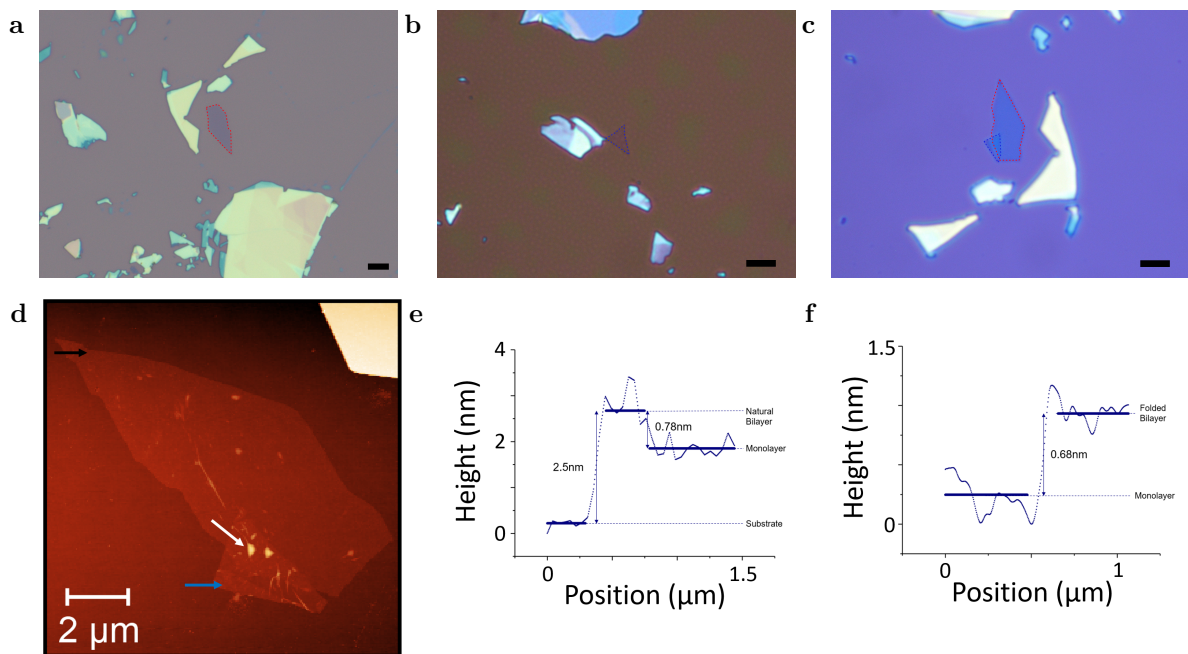 a
b
c
d
2 μm
e
4
2
0
Height (nm)
0
1.5
Position (μm)
2.5nm
0.78nm
Natural
Bilayer
Monolayer
Substrate
f
1.5
0
Height (nm)
0
1
Position (μm)
0.68nm
Folded
Bilayer
Monolayer